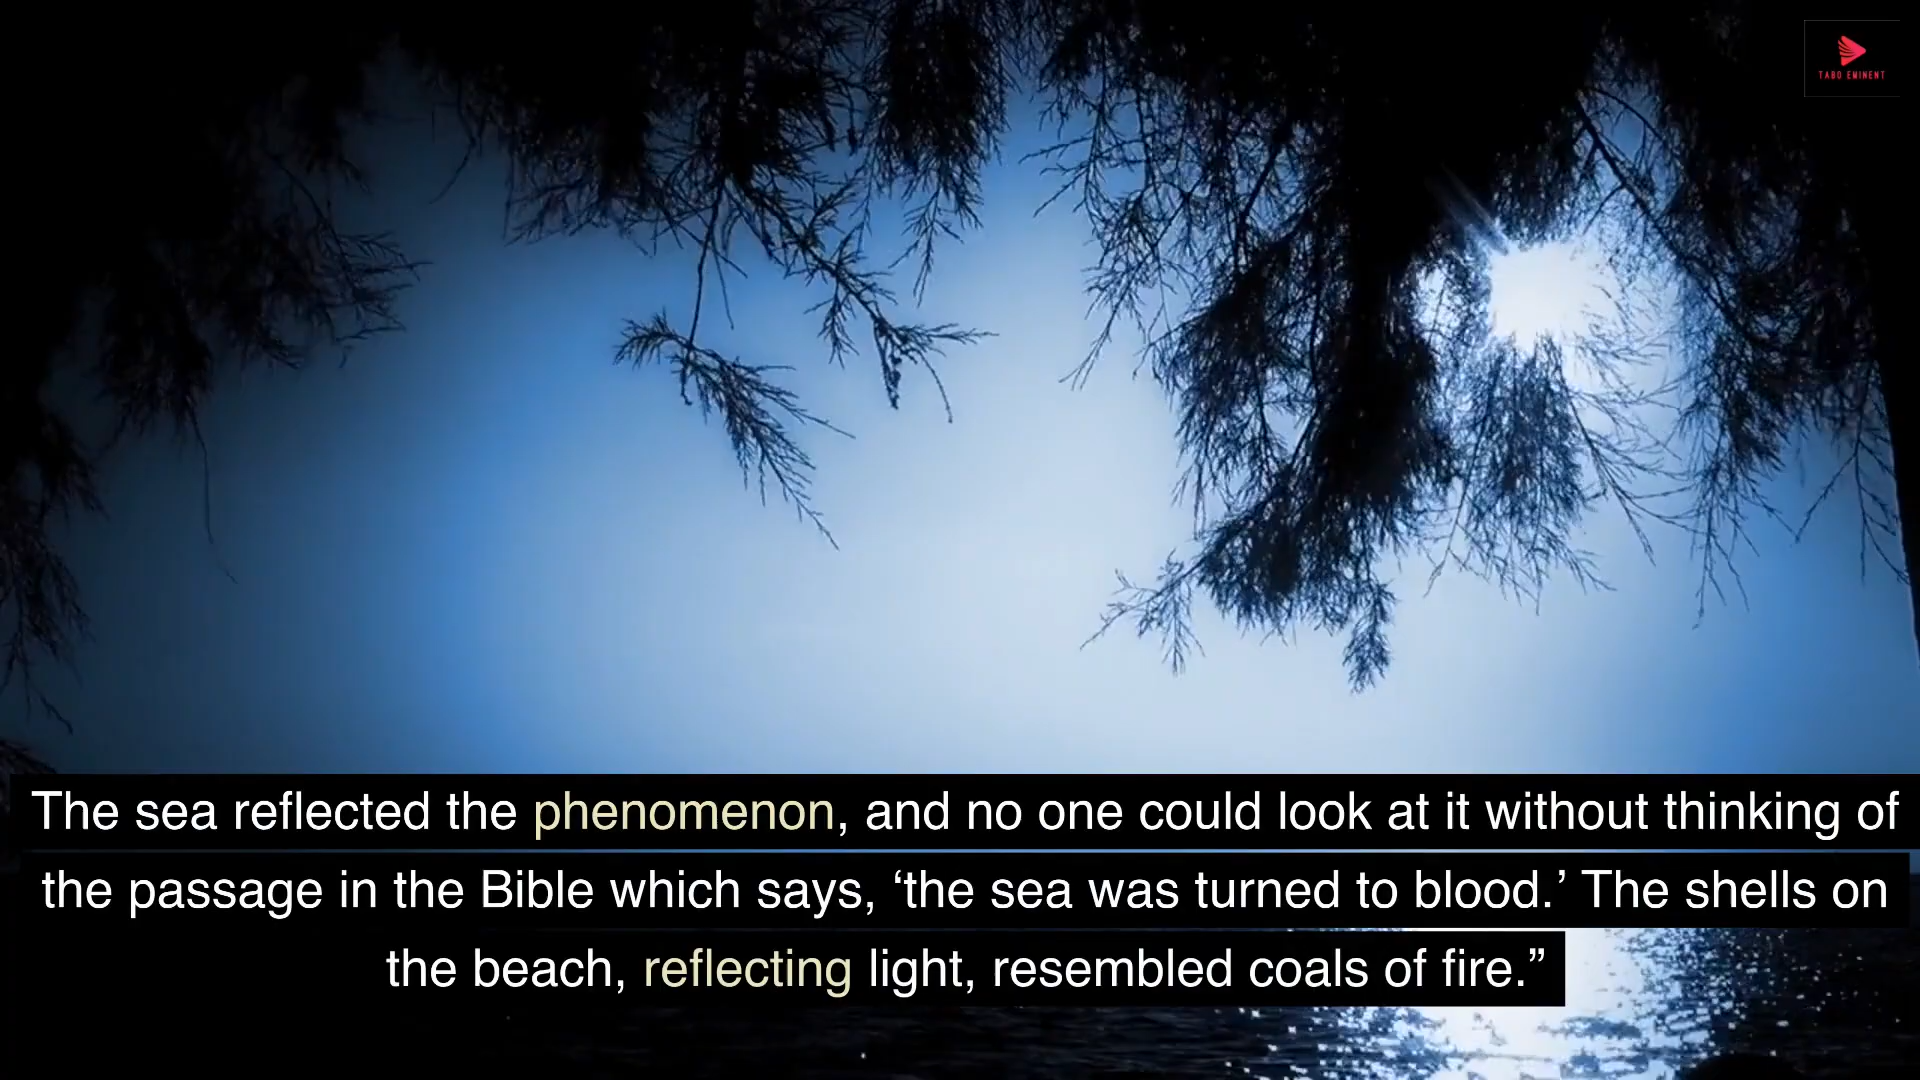 TABO EMINENT
The sea reflected the phenomenon, and no one could look at it without thinking of
the passage in the Bible which says, ‘the sea was turned to blood.’ The shells on
the beach, reflecting light, resembled coals of fire.”